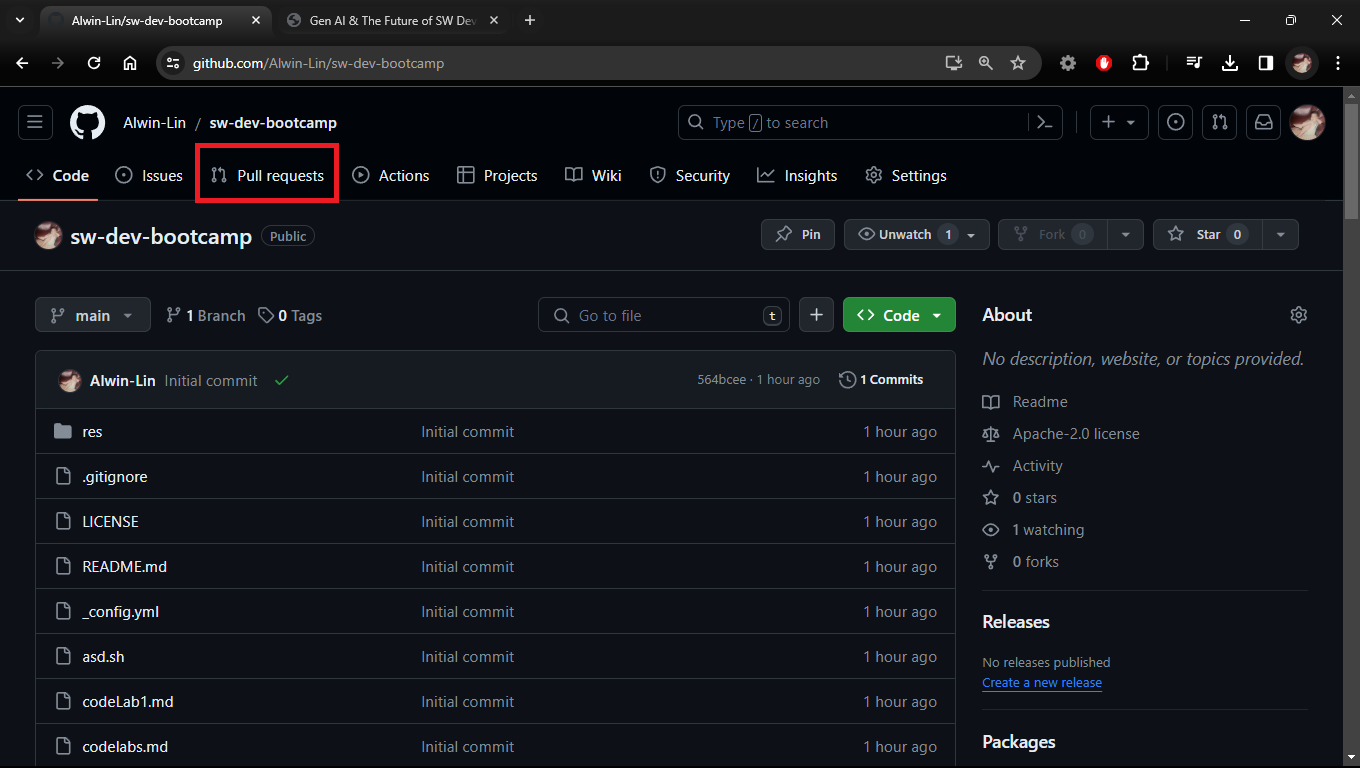 Alwin-Lin/sw-dev-bootcamp
Gen AI & The Future of SW Dev
github.com/Alwin-Lin/sw-dev-bootcamp
Alwin-Lin / sw-dev-bootcamp
Type / to search
Code Issues Pull requests Actions Projects Wiki Security Insights Settings
sw-dev-bootcamp Public
Pin Unwatch 1 Fork 0 Star 0
main 1 Branch 0 Tags Go to file t Code
About
No description, website, or topics provided.
Alwin-Lin Initial commit 564bcee · 1 hour ago 1 Commits
res Initial commit 1 hour ago
.gitignore Initial commit 1 hour ago
LICENSE Initial commit 1 hour ago
README.md Initial commit 1 hour ago
_config.yml Initial commit 1 hour ago
asd.sh Initial commit 1 hour ago
codeLab1.md Initial commit 1 hour ago
codelabs.md Initial commit 1 hour ago
Readme
Apache-2.0 license
Activity
0 stars
1 watching
0 forks
Releases
No releases published
Create a new release
Packages